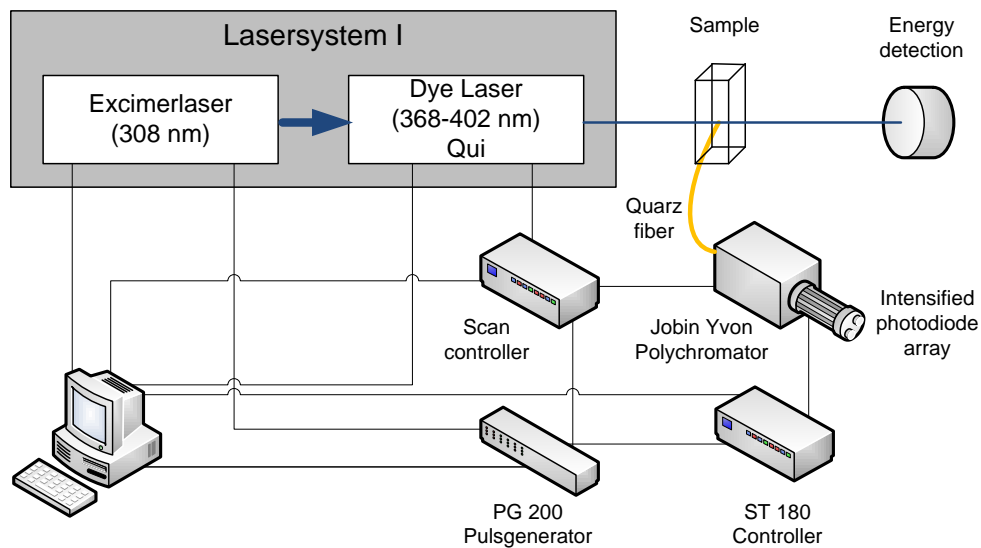 Lasersystem I
Excimerlaser
(308 nm)
Dye Laser
(368-402 nm)
Qui
Sample
Energy
detection
Quarz
fiber
Scan
controller
Jobin Yvon
Polychromator
Intensified
photodiode
array
PG 200
Pulsgenerator
ST 180
Controller